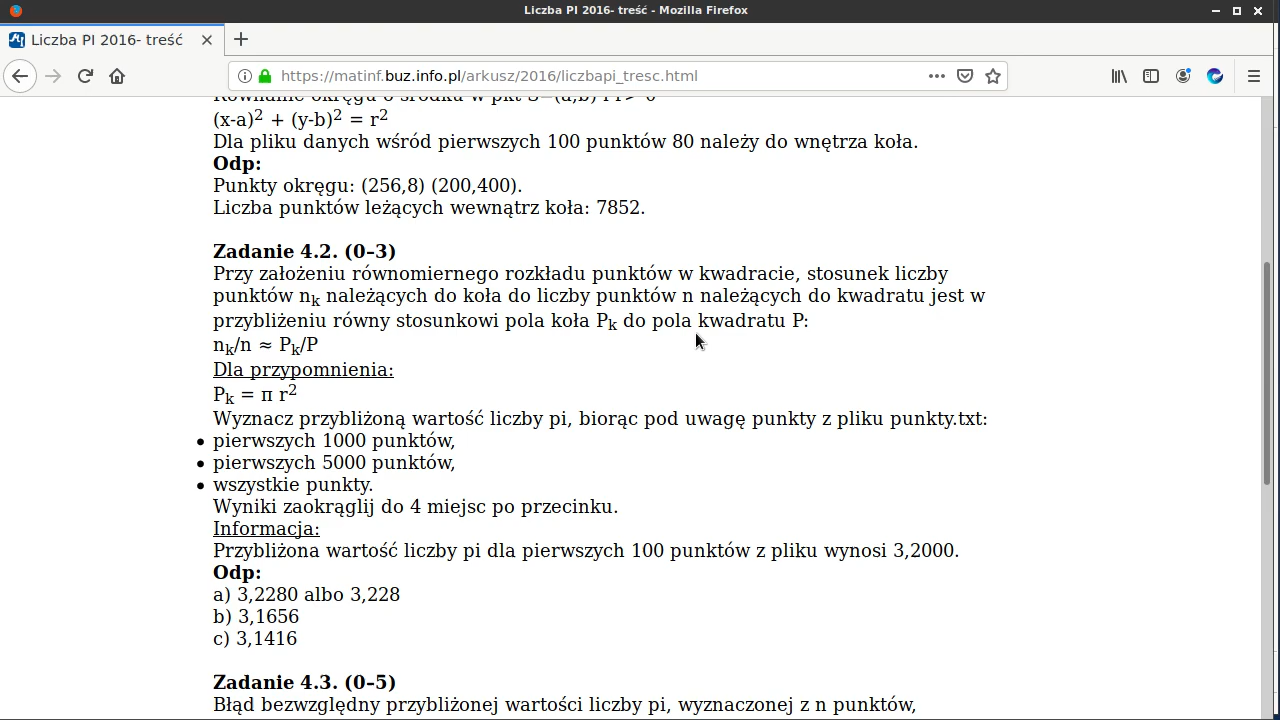 Liczba PI 2016- treść - Mozilla Firefox
Liczba PI 2016- treść
https://matinf.buz.info.pl/arkusz/2016/liczbapi_tresc.html
Równanie okręgu o środku w pkt S=(a,b) i r> 0
(x-a)² + (y-b)² = r²
Dla pliku danych wśród pierwszych 100 punktów 80 należy do wnętrza koła.
Odp:
Punkty okręgu: (256,8) (200,400).
Liczba punktów leżących wewnątrz koła: 7852.
Zadanie 4.2. (0–3)
Przy założeniu równomiernego rozkładu punktów w kwadracie, stosunek liczby
punktów nₖ należących do koła do liczby punktów n należących do kwadratu jest w
przybliżeniu równy stosunkowi pola koła Pₖ do pola kwadratu P:
nₖ/n ≈ Pₖ/P
Dla przypomnienia:
Pₖ = π r²
Wyznacz przybliżoną wartość liczby pi, biorąc pod uwagę punkty z pliku punkty.txt:
• pierwszych 1000 punktów,
• pierwszych 5000 punktów,
• wszystkie punkty.
Wyniki zaokrąglij do 4 miejsc po przecinku.
Informacja:
Przybliżona wartość liczby pi dla pierwszych 100 punktów z pliku wynosi 3,2000.
Odp:
a) 3,2280 albo 3,228
b) 3,1656
c) 3,1416
Zadanie 4.3. (0–5)
Błąd bezwzględny przybliżonej wartości liczby pi, wyznaczonej z n punktów,